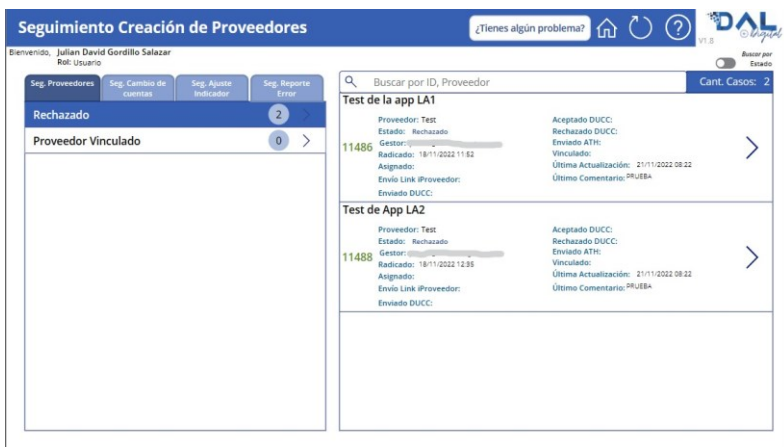 Seguimiento Creación de Proveedores
¿Tienes algún problema?
?
V1.8
DAL
Digital
Bienvenido, Julian David Gordillo Salazar
Rol: Usuario
Buscar por
Estado
Seg. Proveedores
Seg. Cambio de cuentas
Seg. Ajuste Indicador
Seg. Reporte Error
Rechazado 2
Proveedor Vinculado 0
Buscar por ID, Proveedor
Cant. Casos: 2
Test de la app LA1
11486
Proveedor: Test
Estado: Rechazado
Gestor:
Radicado: 18/11/2022 11:52
Asignado:
Envío Link iProveedor:
Enviado DUCC:
Aceptado DUCC:
Rechazado DUCC:
Enviado ATH:
Vinculado:
Última Actualización: 21/11/2022 08:22
Último Comentario: PRUEBA
Test de App LA2
11488
Proveedor: Test
Estado: Rechazado
Gestor:
Radicado: 18/11/2022 12:35
Asignado:
Envío Link iProveedor:
Enviado DUCC:
Aceptado DUCC:
Rechazado DUCC:
Enviado ATH:
Vinculado:
Última Actualización: 21/11/2022 08:22
Último Comentario: PRUEBA